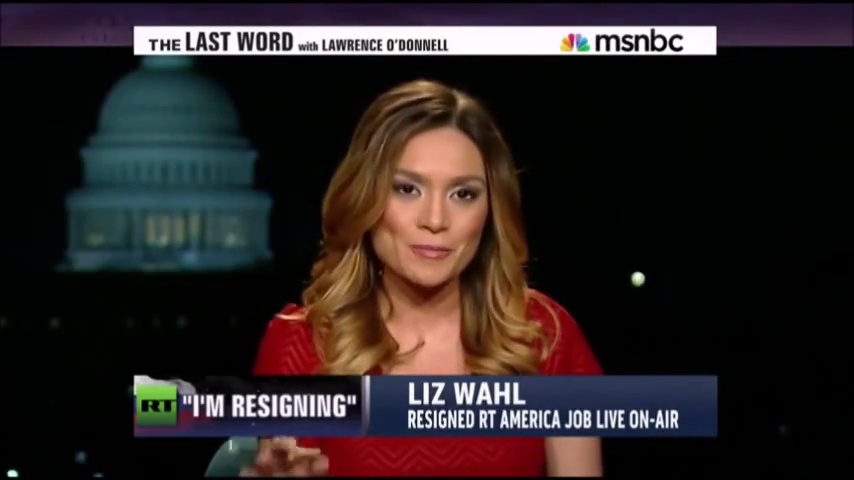 THE LAST WORD WITH LAWRENCE O'DONNELL
msnbc
RT
"I'M RESIGNING"
LIZ WAHL
RESIGNED RT AMERICA JOB LIVE ON-AIR